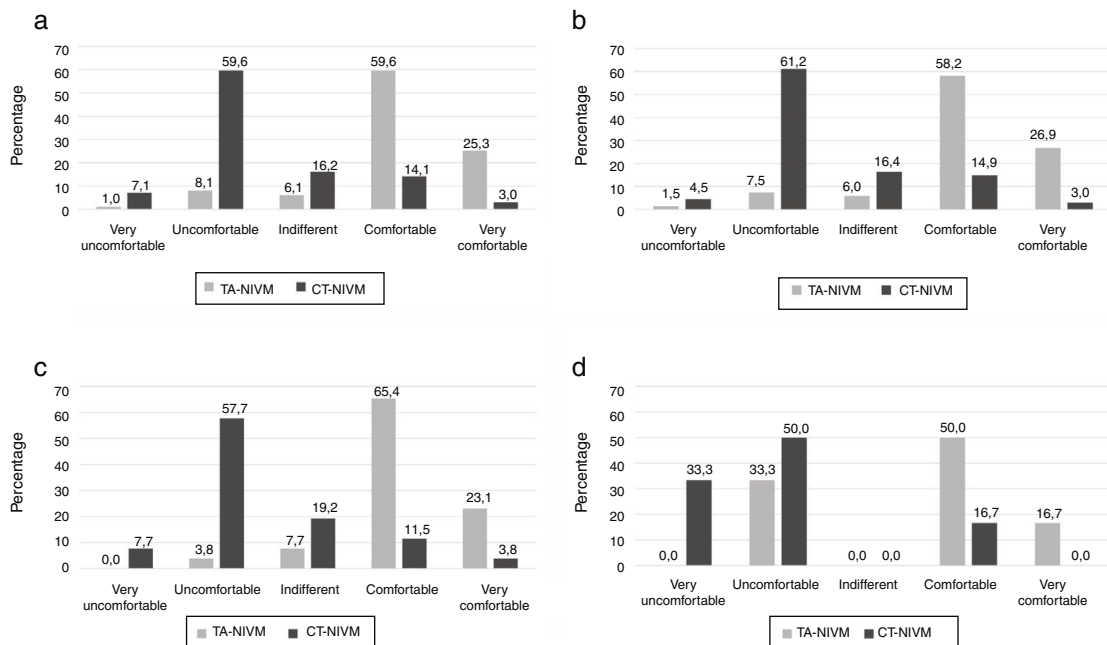 a
Percentage
70
60
50
40
30
20
10
0
1,0 7,1 8,1 59,6 6,1 16,2 59,6 14,1 25,3 3,0
Very uncomfortable
Uncomfortable
Indifferent
Comfortable
Very comfortable
TA-NIVM CT-NIVM
b
Percentage
70
60
50
40
30
20
10
0
1,5 4,5 7,5 61,2 6,0 16,4 58,2 14,9 26,9 3,0
Very uncomfortable
Uncomfortable
Indifferent
Comfortable
Very comfortable
TA-NIVM CT-NIVM
c
Percentage
70
60
50
40
30
20
10
0
0,0 7,7 3,8 57,7 7,7 19,2 65,4 11,5 23,1 3,8
Very uncomfortable
Uncomfortable
Indifferent
Comfortable
Very comfortable
TA-NIVM CT-NIVM
d
Percentage
70
60
50
40
30
20
10
0
0,0 33,3 33,3 50,0 0,0 0,0 50,0 16,7 16,7 0,0
Very uncomfortable
Uncomfortable
Indifferent
Comfortable
Very comfortable
TA-NIVM CT-NIVM